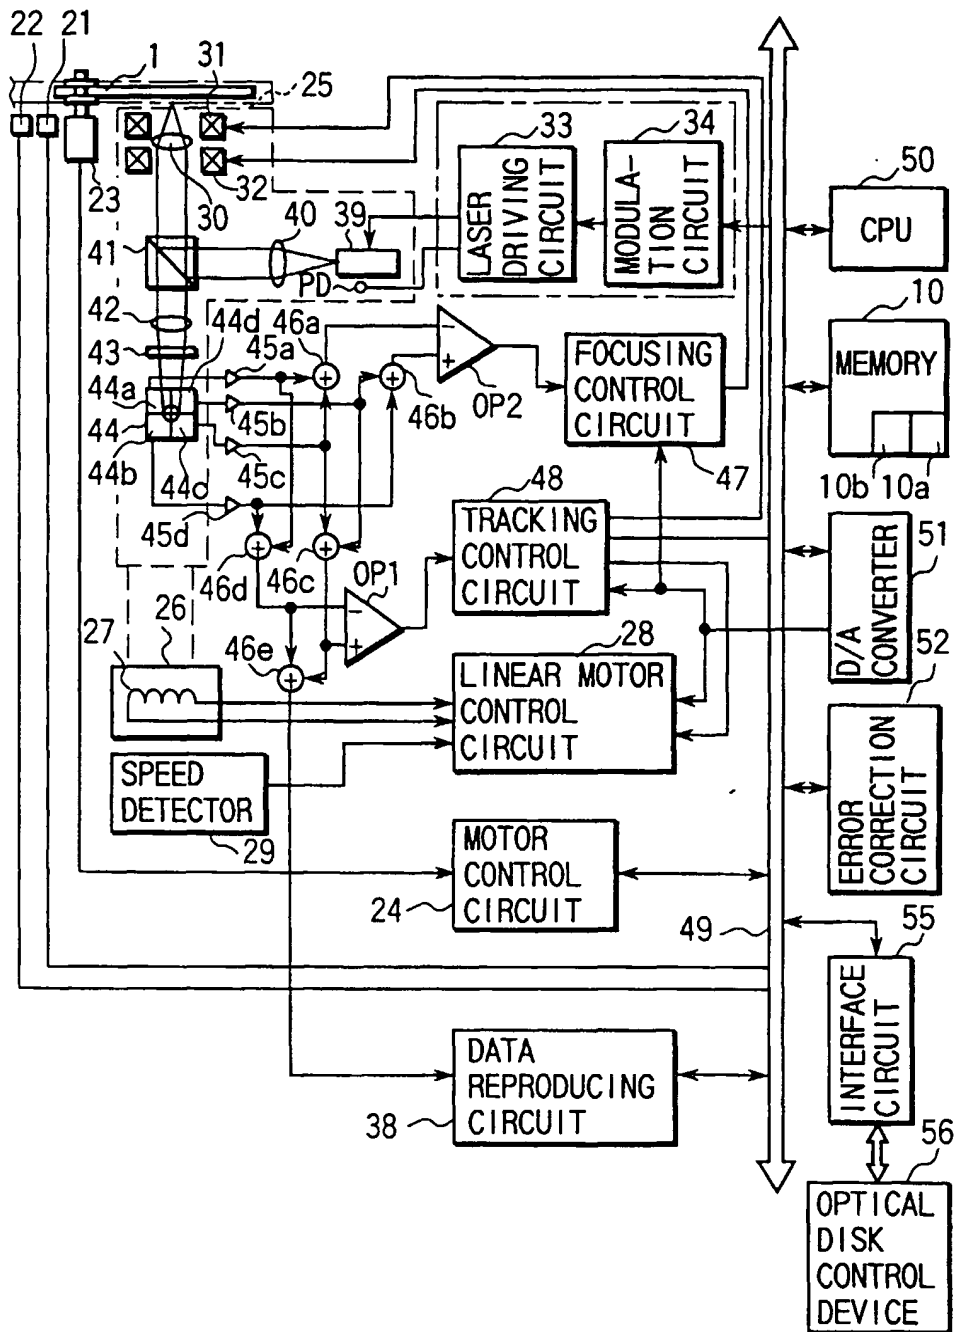 22 21
1
31
25
33
34
LASER DRIVING CIRCUIT
MODULA-TION CIRCUIT
50
CPU
23
30
32
40
39
41
PD
42
44d
46a
43
45a
44a
44
44b
44c
45b
45c
45d
46b
OP2
FOCUSING
CONTROL
CIRCUIT
47
10
MEMORY
10b 10a
48
TRACKING
CONTROL
CIRCUIT
51
D/A CONVERTER
46d
46c
OP1
26
27
46e
28
LINEAR MOTOR
CONTROL
CIRCUIT
52
ERROR CORRECTION CIRCUIT
SPEED
DETECTOR
29
MOTOR
CONTROL
CIRCUIT
24
49
55
INTERFACE CIRCUIT
DATA
REPRODUCING
CIRCUIT
38
56
OPTICAL
DISK
CONTROL
DEVICE